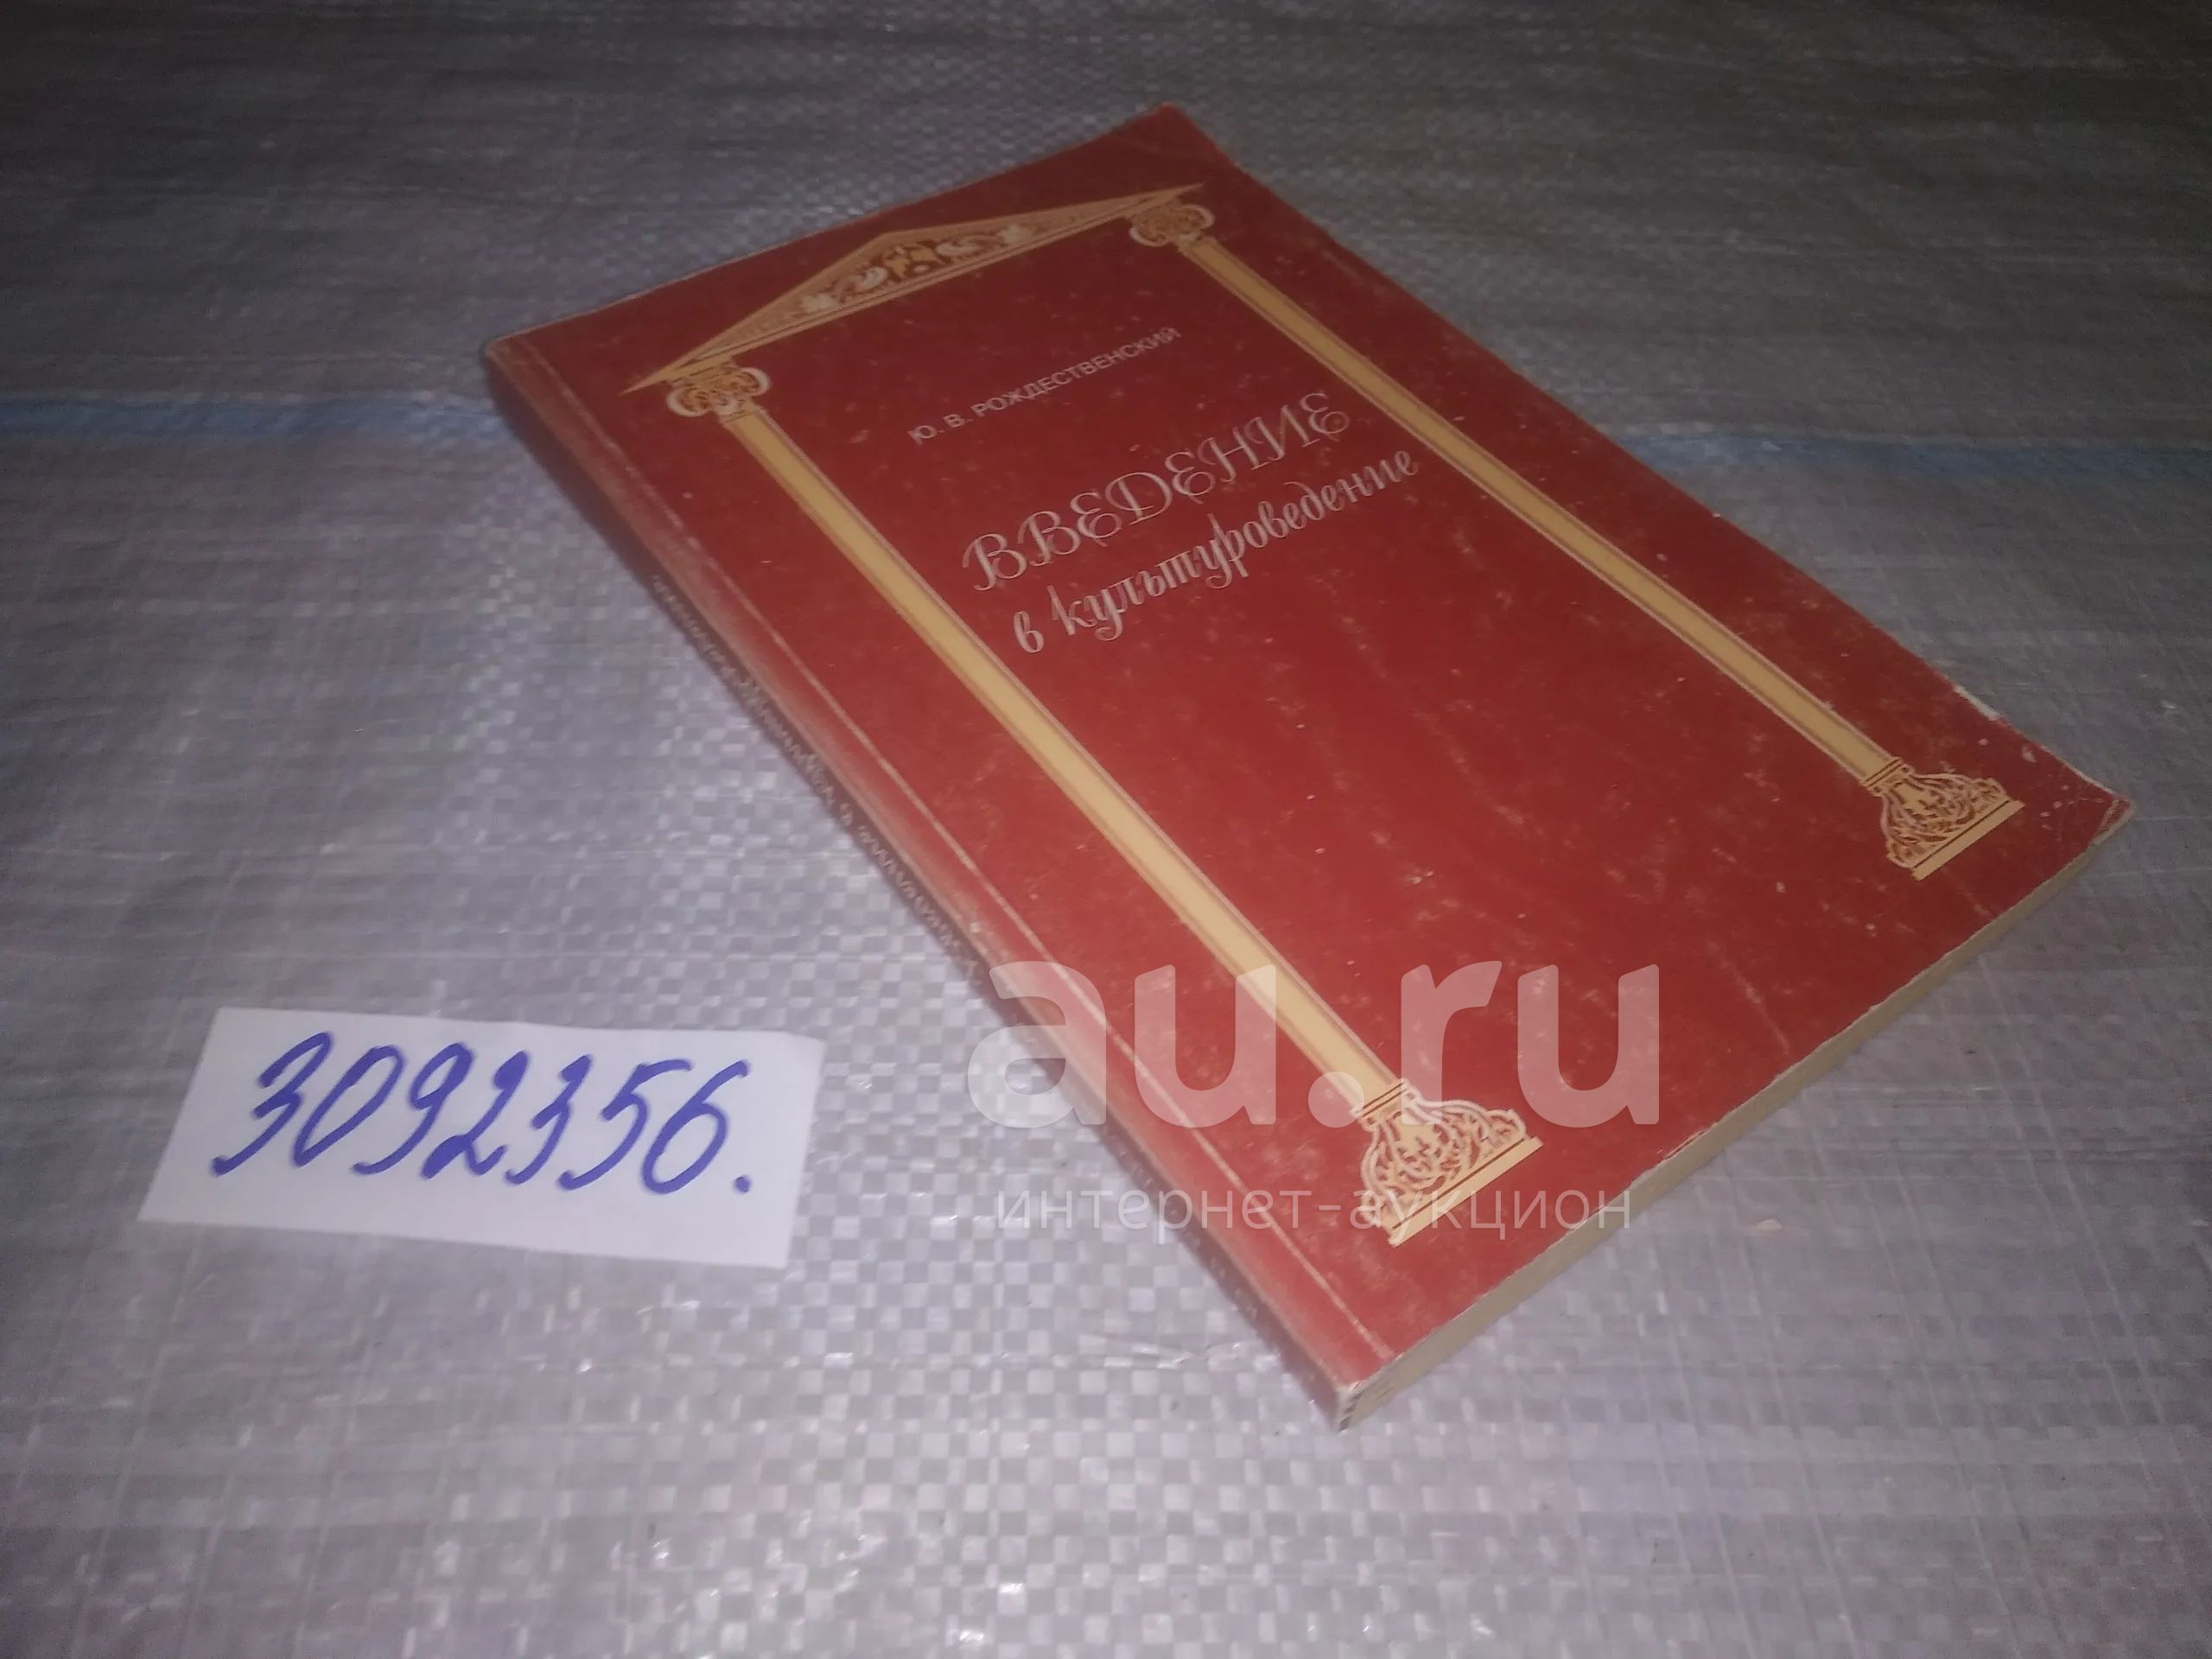 Ю. В. РОЖДЕСТВЕНСКИЙ
ВВЕДЕНИЕ
в культуроведение
3092356.
au.ru
интернет-аукцион